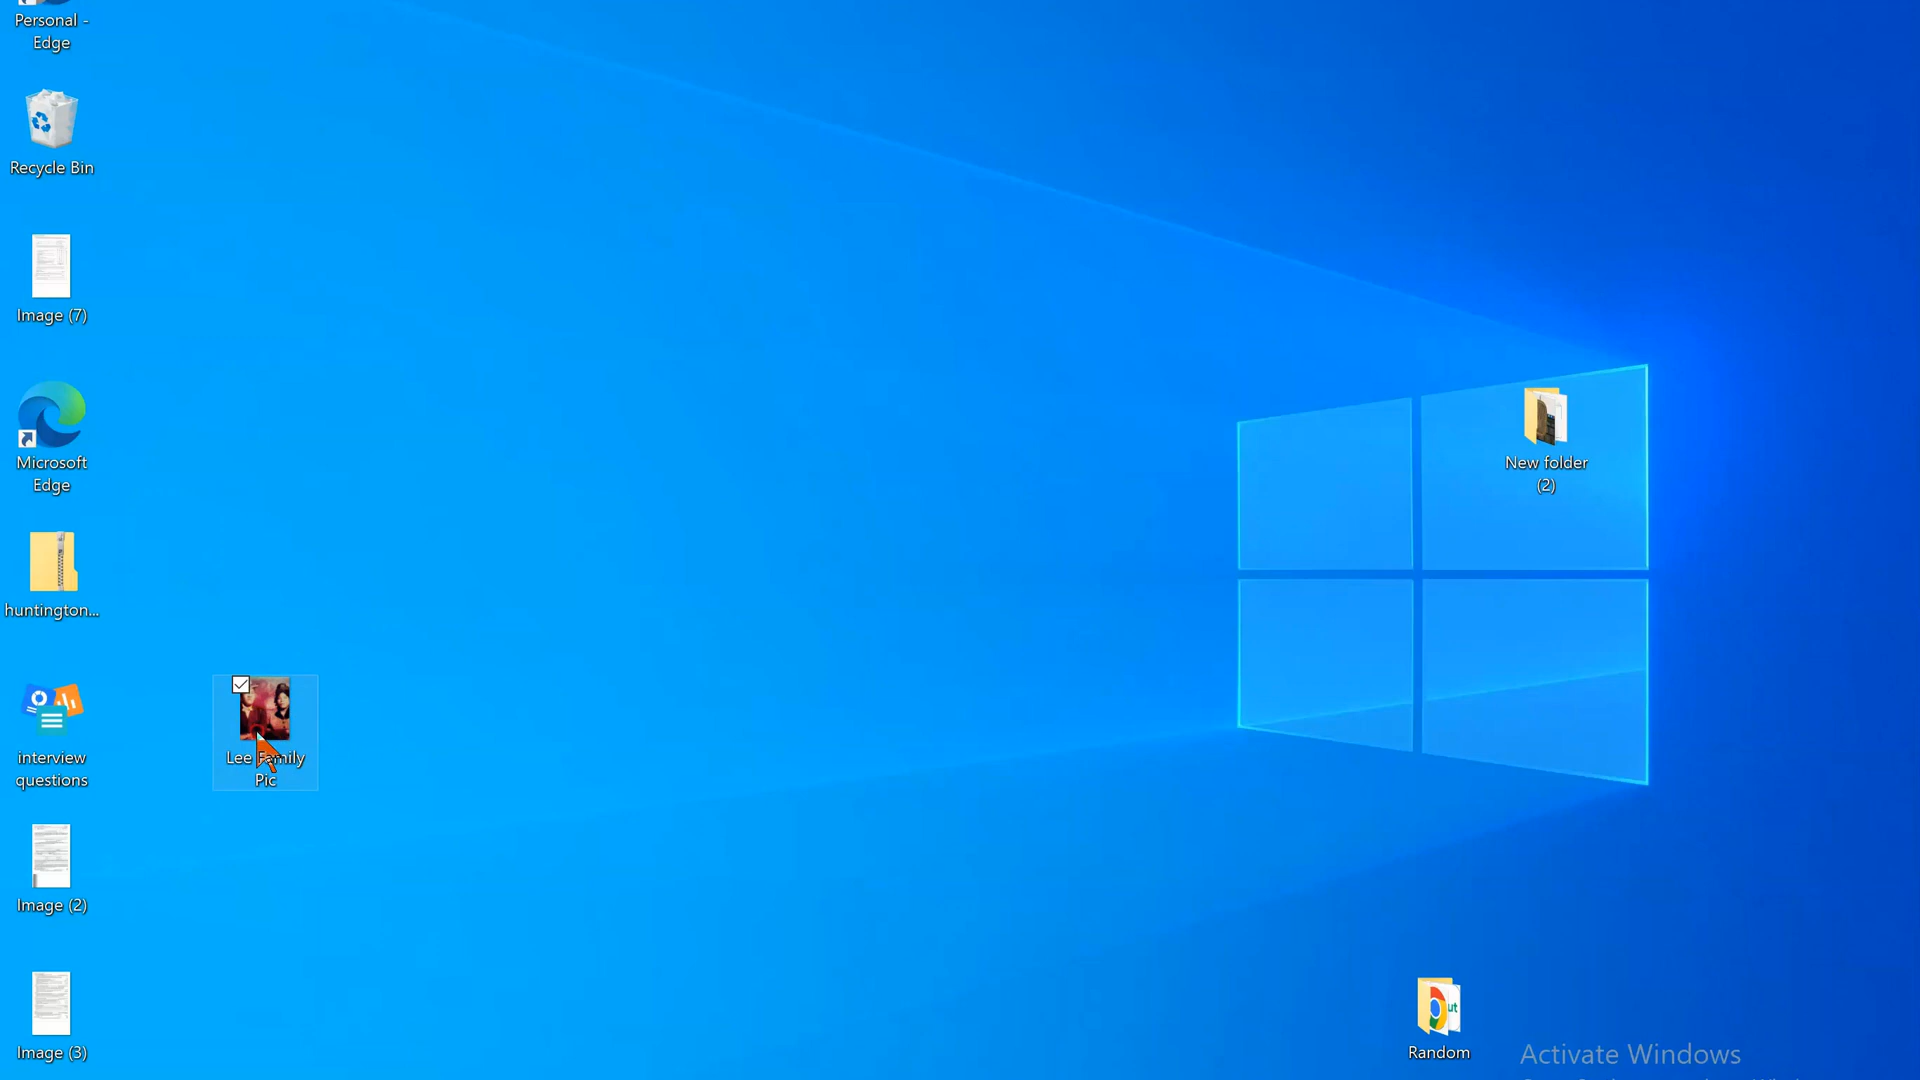 Personal -
Edge
Recycle Bin
Image (7)
Microsoft
Edge
New folder
(2)
huntington...
interview
questions
Lee Family
Pic
Image (2)
Image (3)
Random
Activate Windows